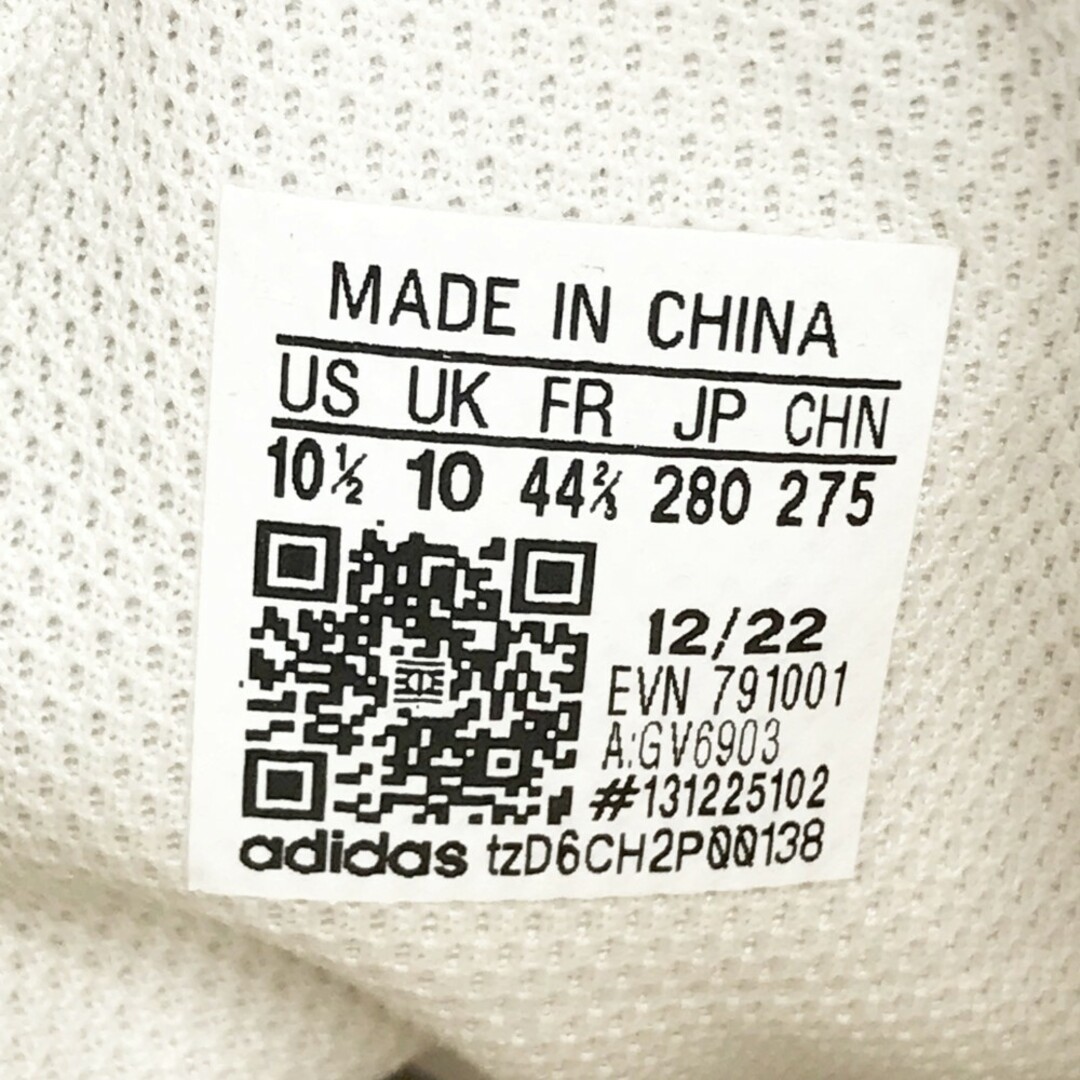 MADE IN CHINA
US UK FR JP CHN
10½ 10 44⅔ 280 275
12/22
EVN 791001
A:GV6903
#131225102
adidas tzD6CH2P00138